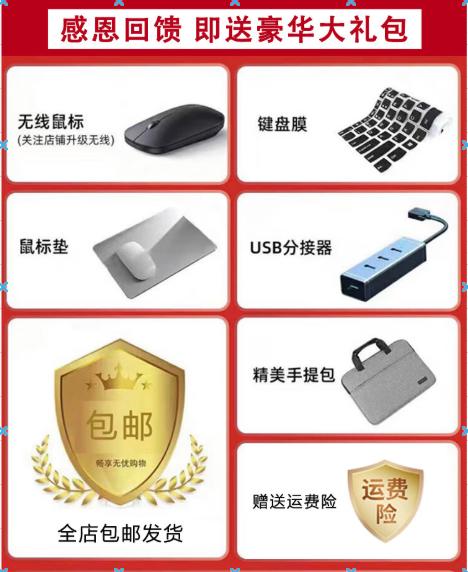 感恩回馈 即送豪华大礼包
无线鼠标
(关注店铺升级无线)
键盘膜
鼠标垫
USB分接器
包邮
畅享无忧购物
全店包邮发货
精美手提包
赠送运费险
运费
险